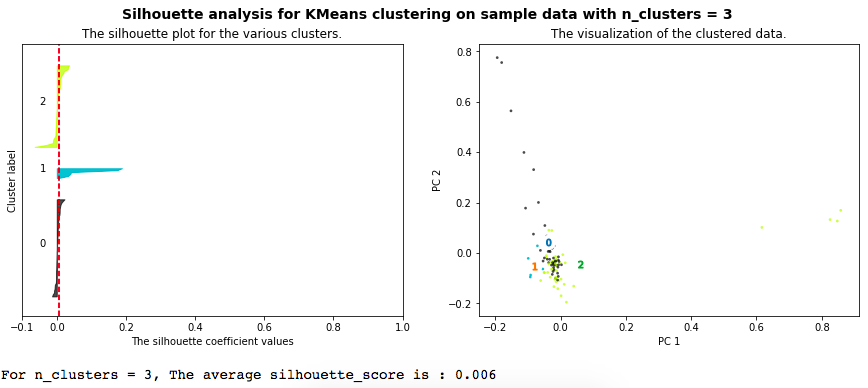 Silhouette analysis for KMeans clustering on sample data with n_clusters = 3
The silhouette plot for the various clusters.
Cluster label
2
1
0
−0.1 0.0 0.2 0.4 0.6 0.8 1.0
The silhouette coefficient values
The visualization of the clustered data.
PC 2
0.8
0.6
0.4
0.2
0.0
−0.2
0
1
2
−0.2 0.0 0.2 0.4 0.6 0.8
PC 1
For n_clusters = 3, The average silhouette_score is : 0.006